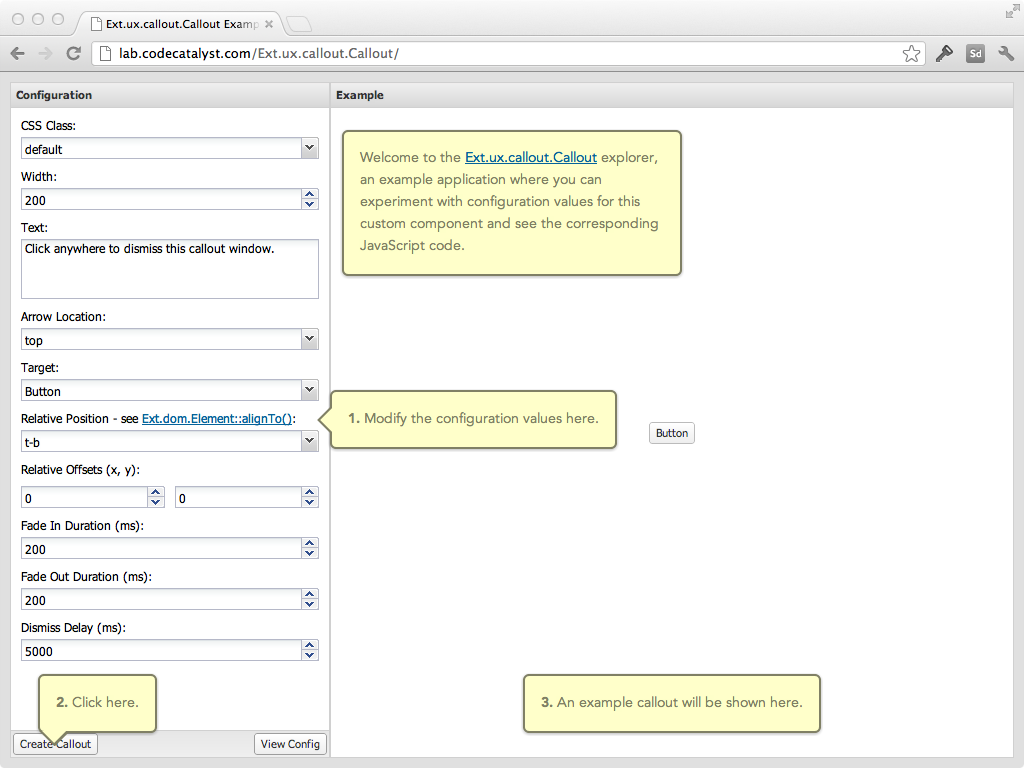 Ext.ux.callout.Callout Examp
lab.codecatalyst.com/Ext.ux.callout.Callout/
Sd
Configuration
CSS Class:
default
Width:
200
Text:
Click anywhere to dismiss this callout window.
Arrow Location:
top
Target:
Button
Relative Position - see Ext.dom.Element::alignTo():
t-b
Relative Offsets (x, y):
0 0
Fade In Duration (ms):
200
Fade Out Duration (ms):
200
Dismiss Delay (ms):
5000
2. Click here.
Create Callout View Config
Example
Welcome to the Ext.ux.callout.Callout explorer,
an example application where you can
experiment with configuration values for this
custom component and see the corresponding
JavaScript code.
1. Modify the configuration values here.
Button
3. An example callout will be shown here.